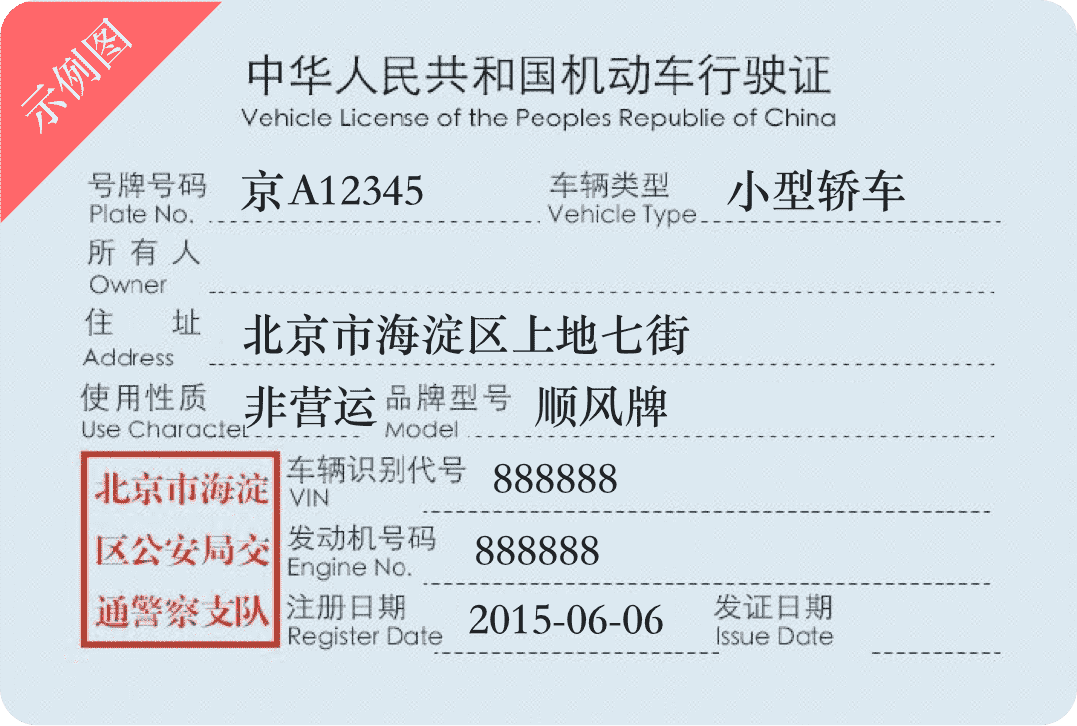 示例图
中华人民共和国机动车行驶证
Vehicle License of the Peoples Republie of China
号牌号码 京A12345 车辆类型 小型轿车
Plate No. Vehicle Type
所有人
Owner
住址 北京市海淀区上地七街
Address
使用性质 非营运 品牌型号 顺风牌
Use Character Model
北京市海淀
区公安局交
通警察支队
车辆识别代号 888888
VIN
发动机号码 888888
Engine No.
注册日期 2015-06-06 发证日期
Register Date Issue Date